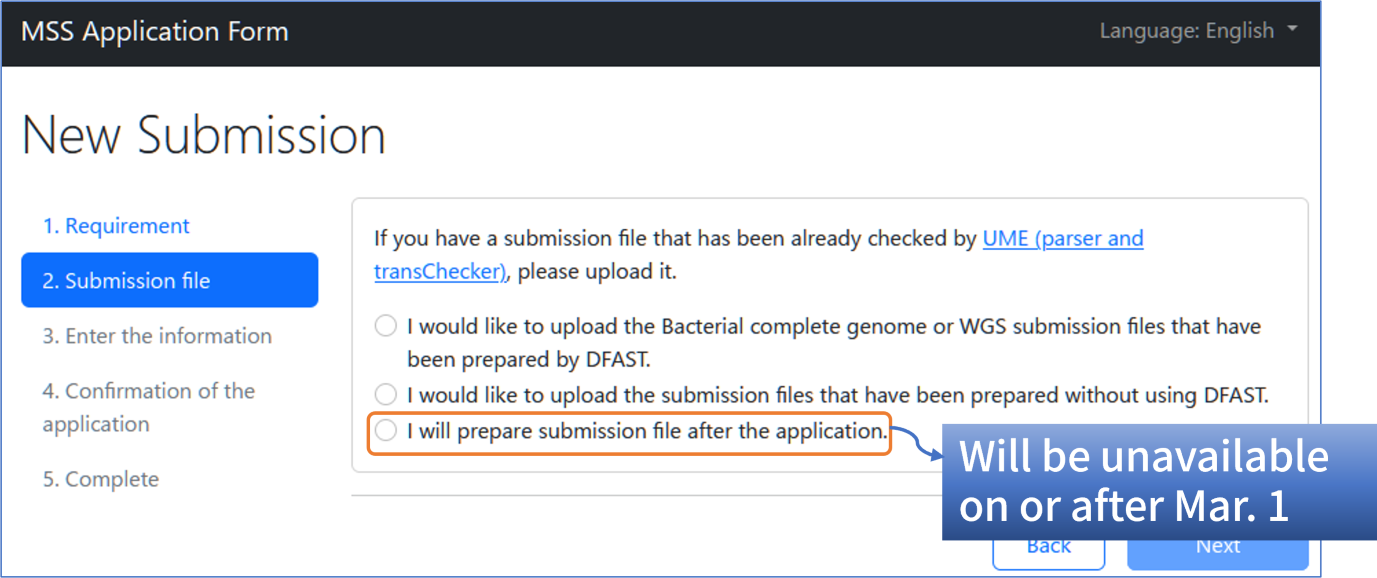 MSS Application Form
Language: English
New Submission
1. Requirement
2. Submission file
3. Enter the information
4. Confirmation of the
application
5. Complete
If you have a submission file that has been already checked by UME (parser and
transChecker), please upload it.
I would like to upload the Bacterial complete genome or WGS submission files that have
been prepared by DFAST.
I would like to upload the submission files that have been prepared without using DFAST.
I will prepare submission file after the application.
Will be unavailable
on or after Mar. 1
Back
Next